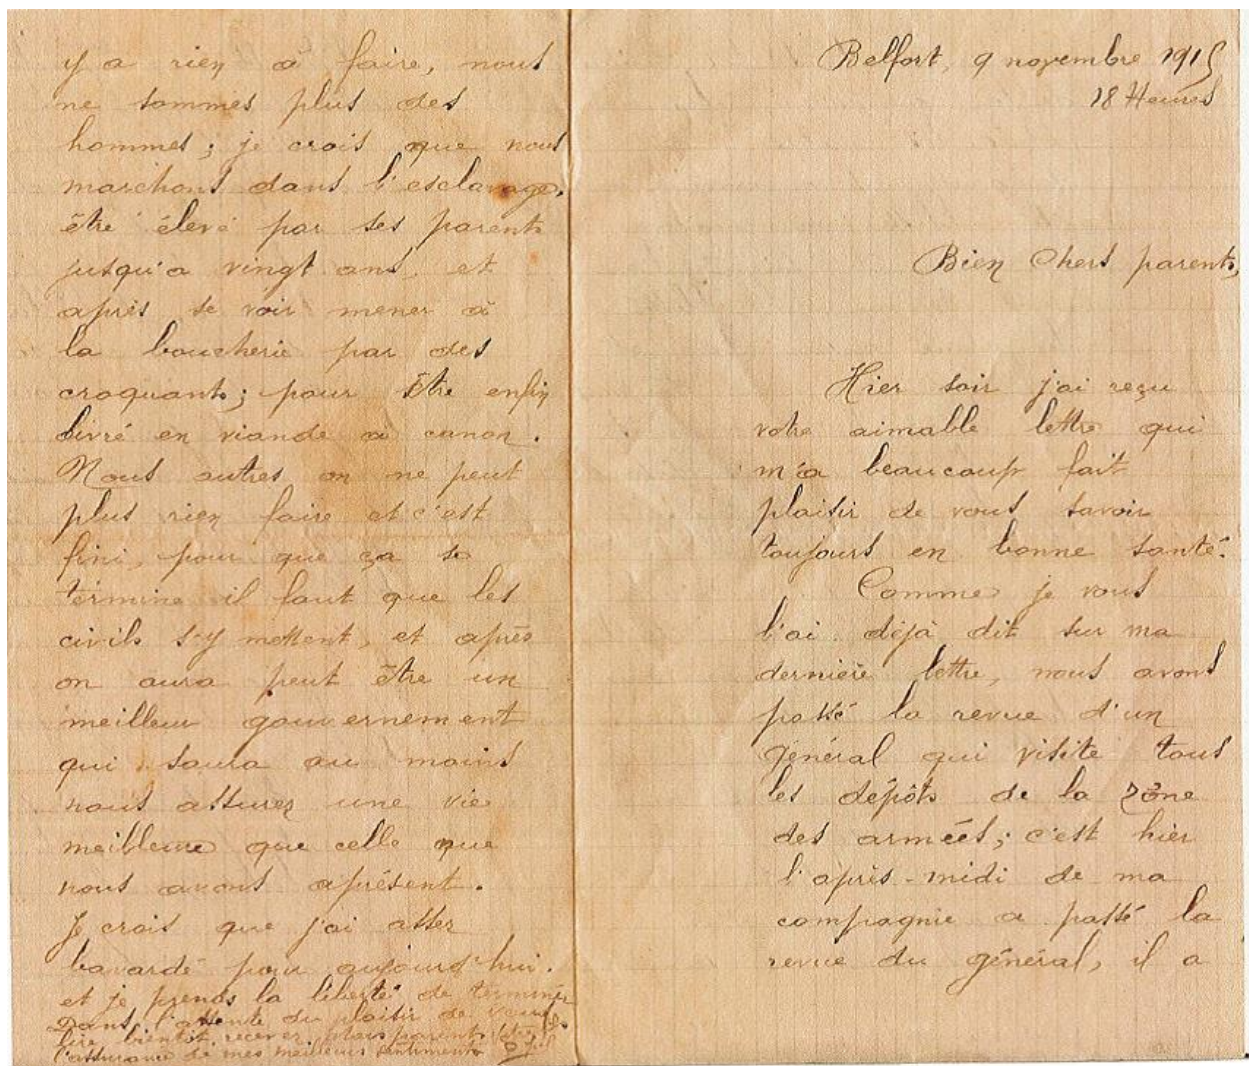 Belfort, 9 novembre 1915
18 Heures
Bien Chers parents,
Hier soir j'ai reçu
votre aimable lettre qui
m'a beaucoup fait
plaisir de vous savoir
toujours en bonne santé.
Comme je vous
l'ai déjà dit sur ma
dernière lettre, nous avons
passé la revue d'un
général qui visite tous
les dépôts de la zône
des armées; c'est hier
l'après-midi de ma
compagnie a passé la
revue du général, il a
y a rien à faire, nous
ne sommes plus des
hommes; je crois que nous
marchons dans l'esclavage.
être élevé par ses parents
jusqu'a vingt ans, et
après se voir mener à
la boucherie par des
croquants; pour être enfin
livré en viande a canon.
Nous autres on ne peut
plus rien faire et c'est
fini, pour que ça se
termine il faut que les
civils s'y mettent, et après
on aura peut être un
meilleur gouvernement
qui saura au moins
nous assurer une vie
meilleure que celle que
nous avons aprésent.
Je crois que j'ai asser
bavardé pour aujourd'hui.
et je prends la liberté de terminer
Dans l'attente du plaisir de vous
lire bientôt, recever, chers parents,
l'assurance de mes meilleurs sentiments